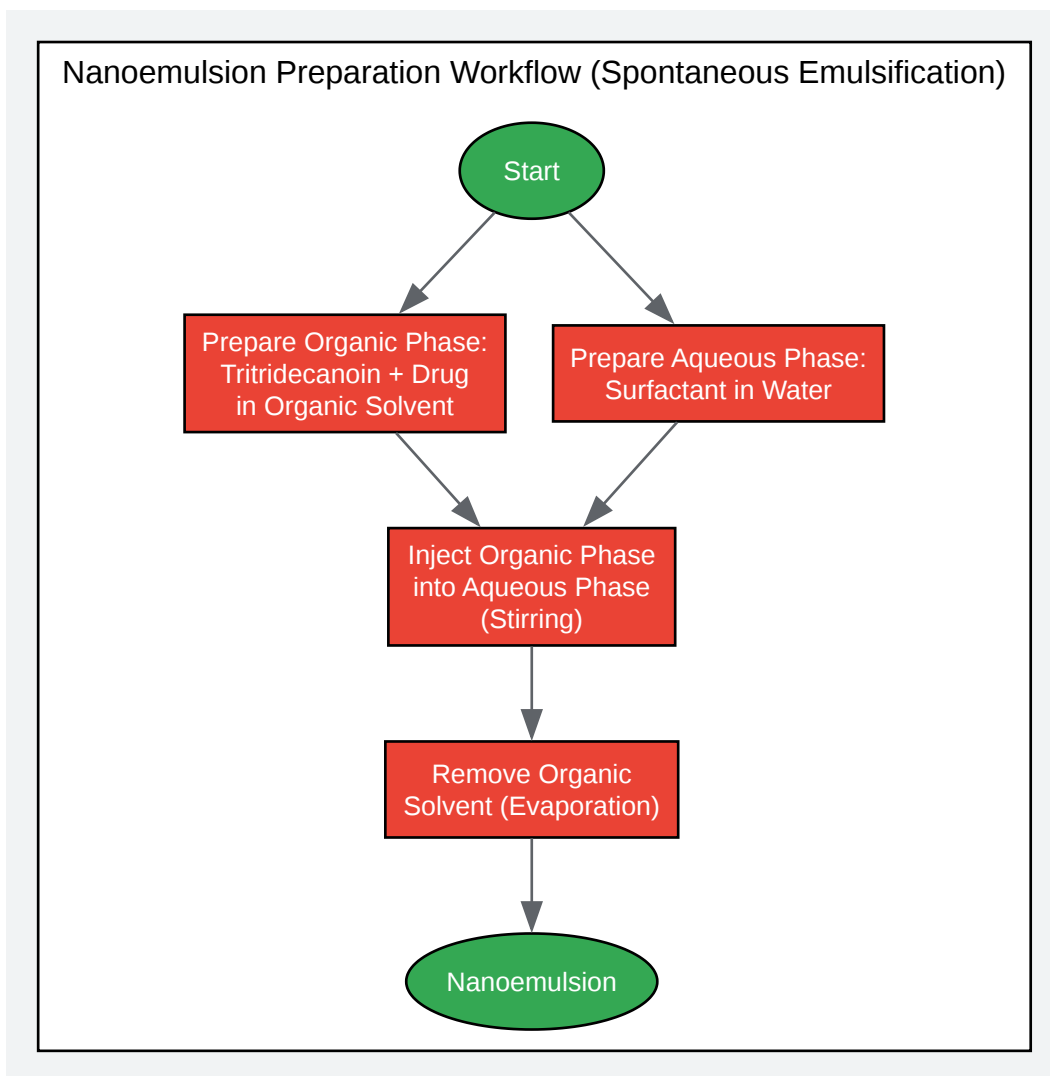 Nanoemulsion Preparation Workflow (Spontaneous Emulsification)
Start
Prepare Organic Phase:
Tritridecanoin + Drug
in Organic Solvent
Prepare Aqueous Phase:
Surfactant in Water
Inject Organic Phase
into Aqueous Phase
(Stirring)
Remove Organic
Solvent (Evaporation)
Nanoemulsion